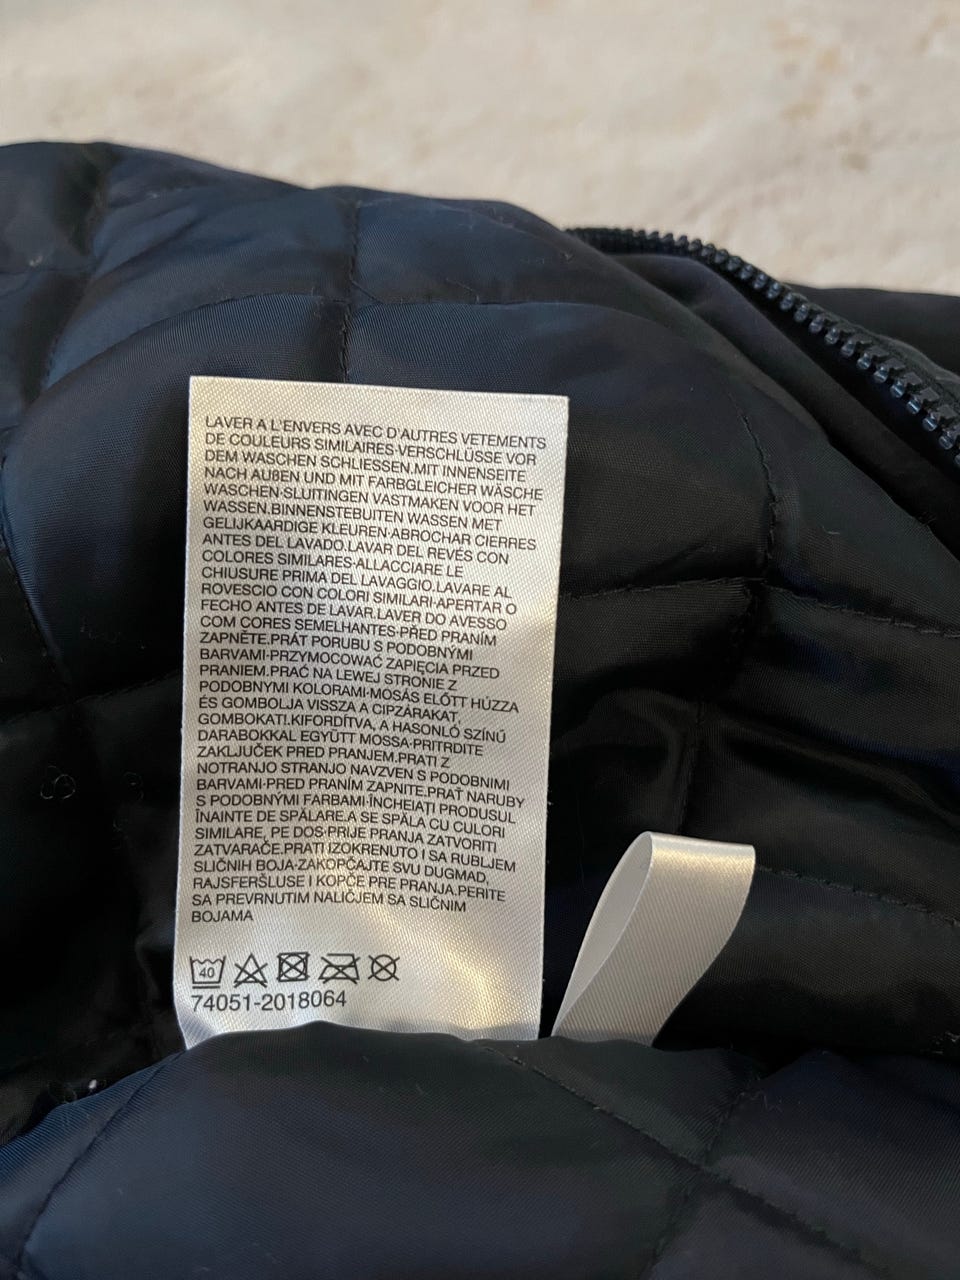 LAVER A L'ENVERS AVEC D'AUTRES VETEMENTS
DE COULEURS SIMILAIRES·VERSCHLÜSSE VOR
DEM WASCHEN SCHLIESSEN.MIT INNENSEITE
NACH AUßEN UND MIT FARBGLEICHER WÄSCHE
WASCHEN·SLUITINGEN VASTMAKEN VOOR HET
WASSEN.BINNENSTEBUITEN WASSEN MET
GELIJKAARDIGE KLEUREN·ABROCHAR CIERRES
ANTES DEL LAVADO.LAVAR DEL REVÉS CON
COLORES SIMILARES·ALLACCIARE LE
CHIUSURE PRIMA DEL LAVAGGIO.LAVARE AL
ROVESCIO CON COLORI SIMILARI·APERTAR O
FECHO ANTES DE LAVAR.LAVER DO AVESSO
COM CORES SEMELHANTES·PŘED PRANÍM
ZAPNĚTE.PRÁT PORUBU S PODOBNÝMI
BARVAMI·PRZYMOCOWAĆ ZAPIĘCIA PRZED
PRANIEM.PRAĆ NA LEWEJ STRONIE Z
PODOBNYMI KOLORAMI·MOSÁS ELŐTT HÚZZA
ÉS GOMBOLJA VISSZA A CIPZÁRAKAT,
GOMBOKATI.KIFORDÍTVA, A HASONLÓ SZÍNŰ
DARABOKKAL EGYÜTT MOSSA·PRITRDITE
ZAKLJUČEK PRED PRANJEM.PRATI Z
NOTRANJO STRANJO NAVZVEN S PODOBNIMI
BARVAMI·PRED PRANÍM ZAPNITE.PRAŤ NARUBY
S PODOBNÝMI FARBAMI·ÎNCHEIAȚI PRODUSUL
ÎNAINTE DE SPĂLARE.A SE SPĂLA CU CULORI
SIMILARE, PE DOS·PRIJE PRANJA ZATVORITI
ZATVARAČE.PRATI IZOKRENUTO I SA RUBLJEM
SLIČNIH BOJA·ZAKOPČAJTE SVU DUGMAD,
RAJSFERŠLUSE I KOPČE PRE PRANJA.PERITE
SA PREVRNUTIM NALIČJEM SA SLIČNIM
BOJAMA
40
74051-2018064